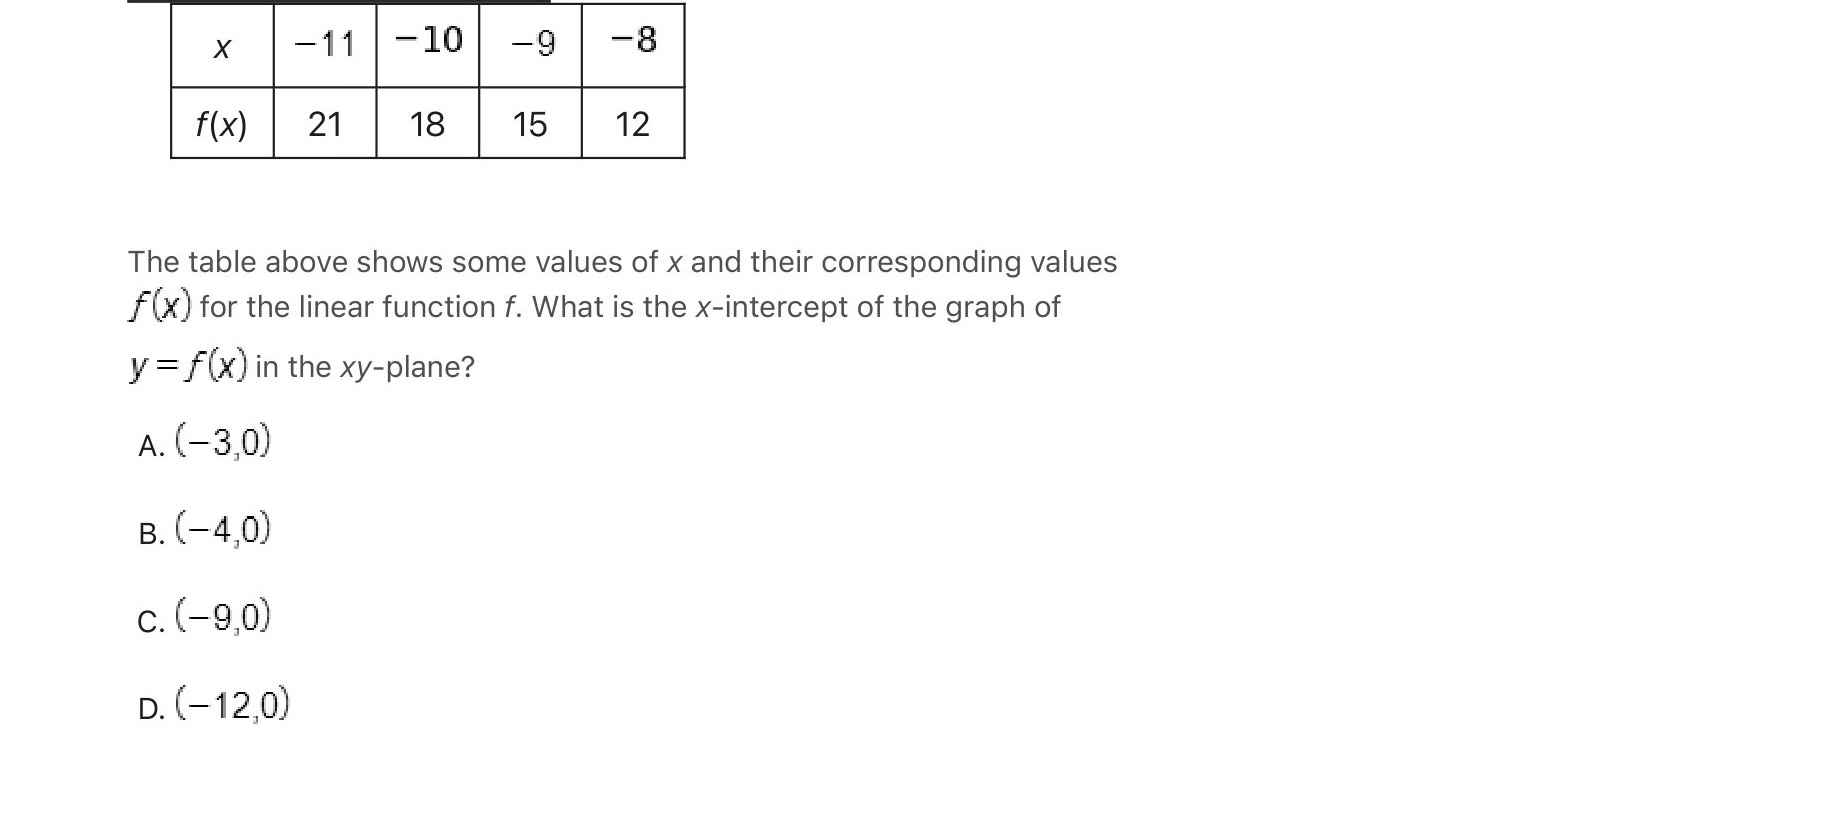 x −11 −10 −9 −8
f(x) 21 18 15 12
The table above shows some values of x and their corresponding values
f(x) for the linear function f. What is the x-intercept of the graph of
y = f(x) in the xy-plane?
A. (−3,0)
B. (−4,0)
C. (−9,0)
D. (−12,0)